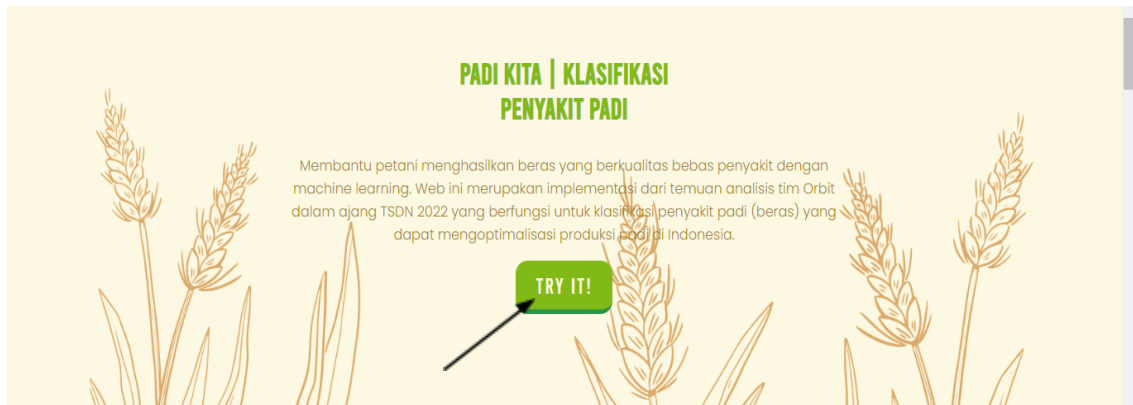 PADI KITA | KLASIFIKASI
PENYAKIT PADI
Membantu petani menghasilkan beras yang berkualitas bebas penyakit dengan
machine learning. Web ini merupakan implementasi dari temuan analisis tim Orbit
dalam ajang TSDN 2022 yang berfungsi untuk klasifikasi penyakit padi (beras) yang
dapat mengoptimalisasi produksi padi di Indonesia.
TRY IT!